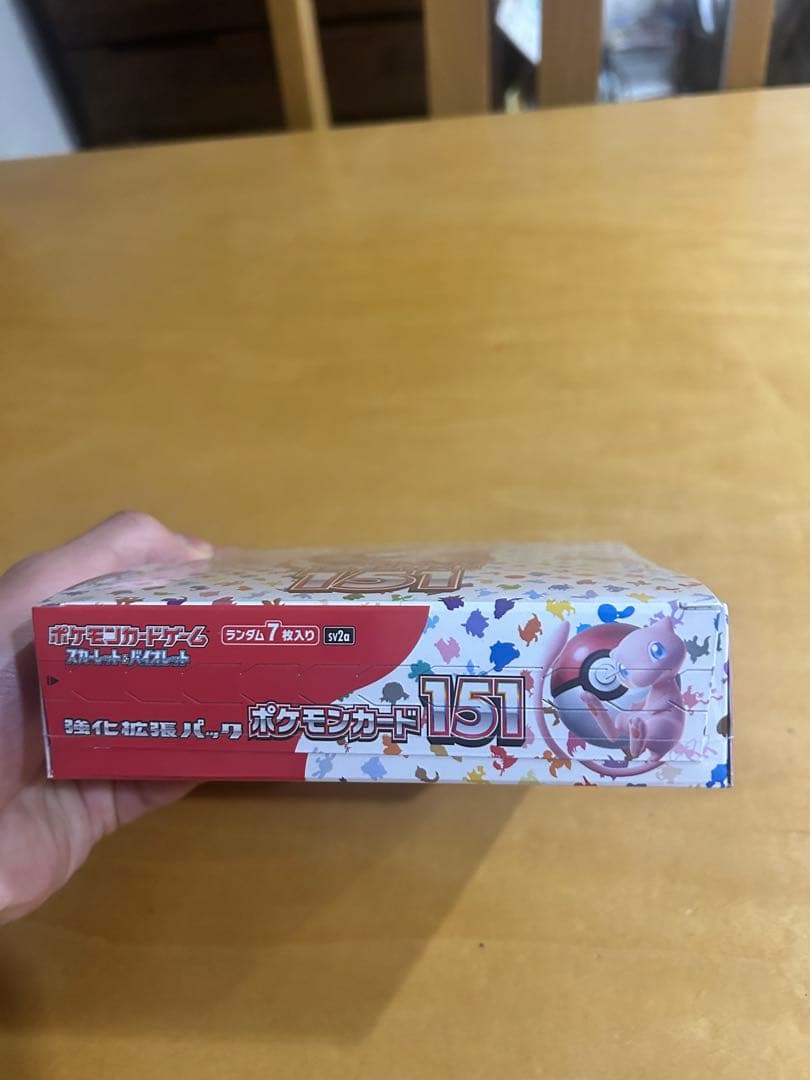 151
ポケモンカードゲーム
スカーレット&バイオレット
ランダム7枚入り
sv2a
強化拡張パック ポケモンカード151